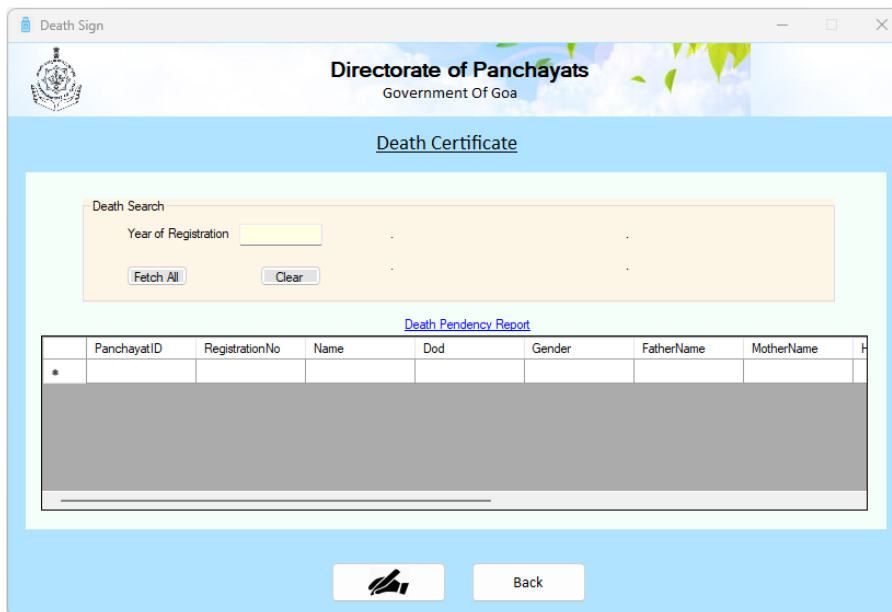 Death Sign
Directorate of Panchayats
Government Of Goa
Death Certificate
Death Search
Year of Registration . .
Fetch All Clear . .
Death Pendency Report
PanchayatID RegistrationNo Name Dod Gender FatherName MotherName H
*
Back